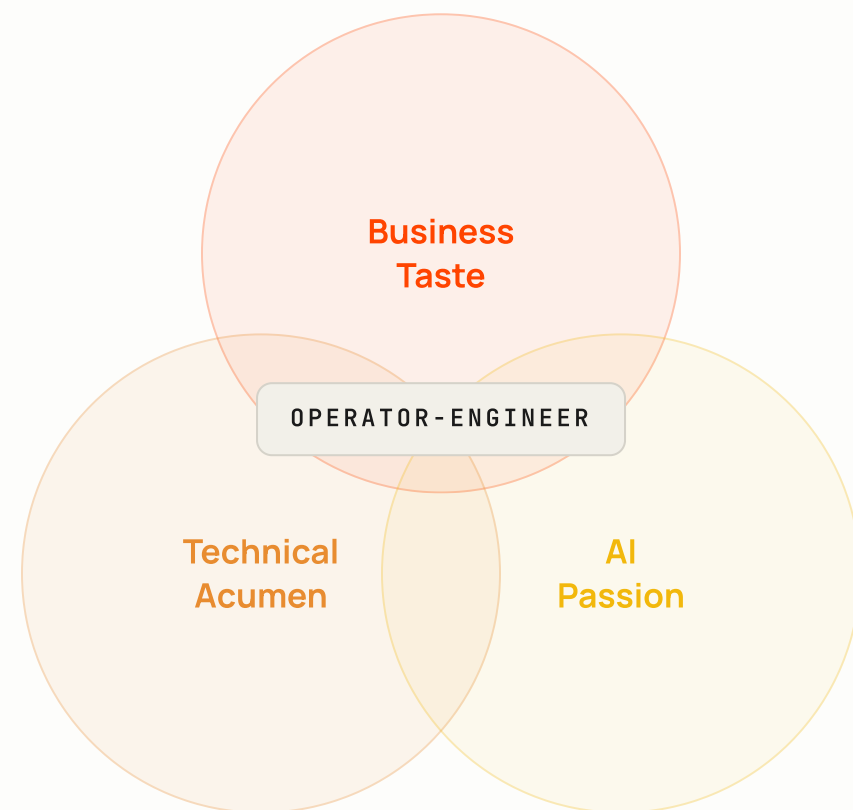 Business
Taste
OPERATOR-ENGINEER
Technical
Acumen
AI
Passion